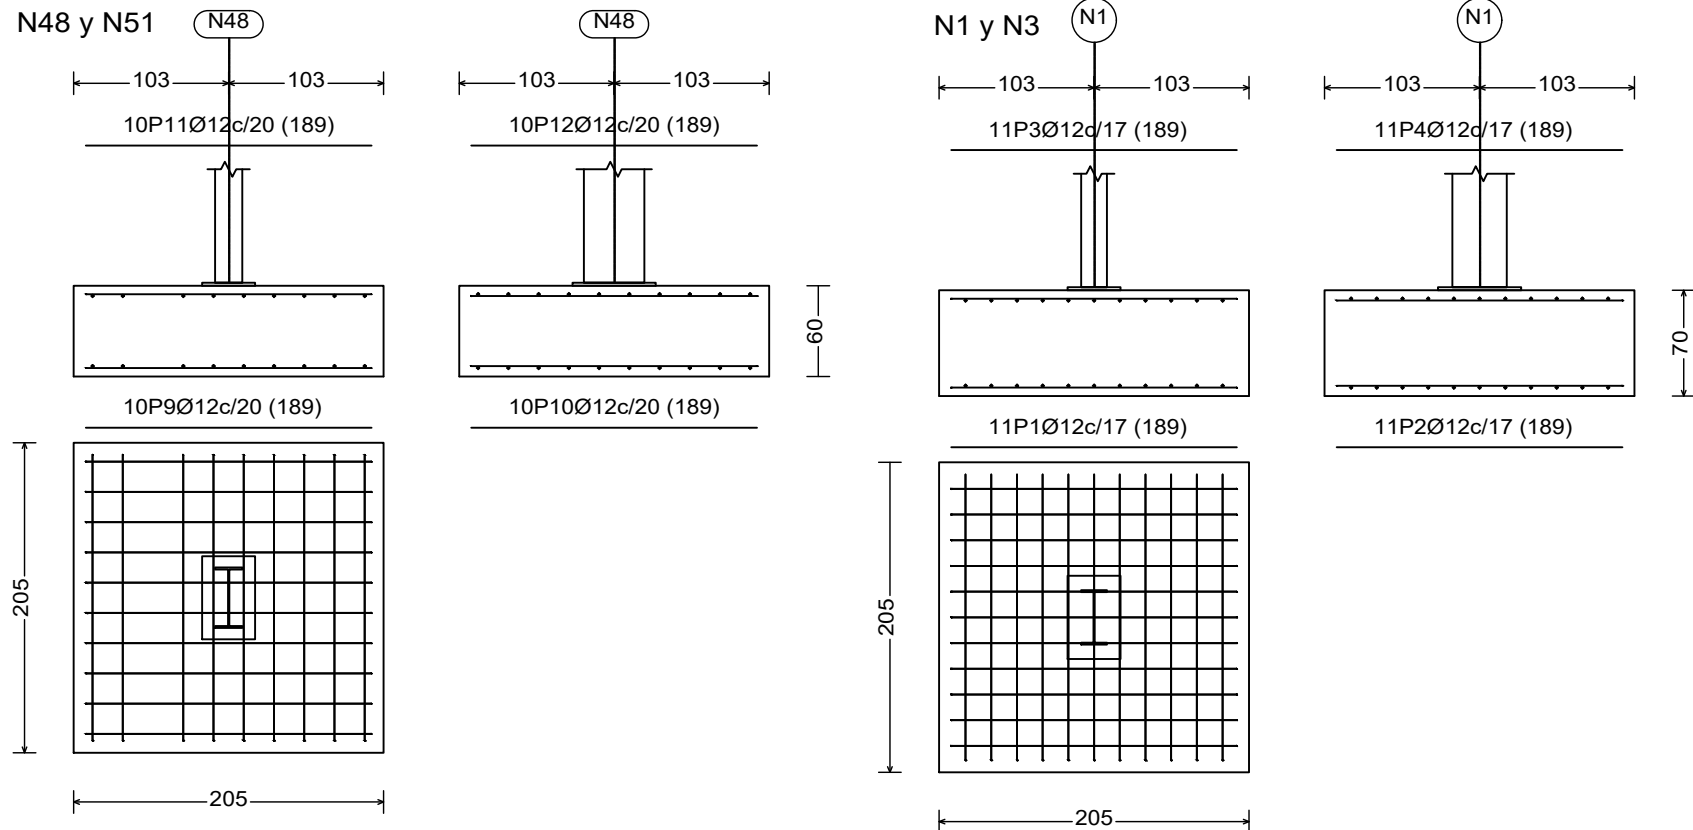 N48 y N51
N48
103
103
10P11Ø12c/20 (189)
10P9Ø12c/20 (189)
205
205
N48
103
103
10P12Ø12c/20 (189)
60
10P10Ø12c/20 (189)
N1 y N3
N1
103
103
11P3Ø12c/17 (189)
11P1Ø12c/17 (189)
205
205
N1
103
103
11P4Ø12c/17 (189)
70
11P2Ø12c/17 (189)